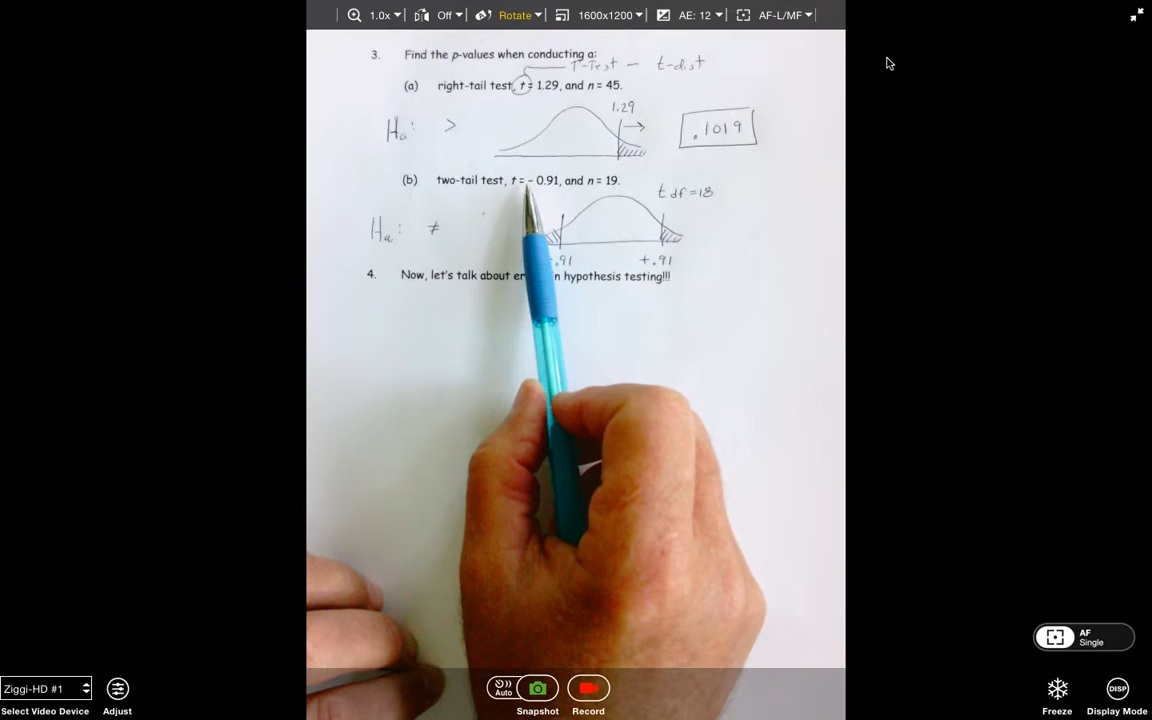 1.0x Off Rotate 1600x1200 AE: 12 AF-L/MF
3. Find the p-values when conducting a:
T-Test - t-dist
(a) right-tail test, t = 1.29, and n = 45.
1.29
Ha: > .1019
(b) two-tail test, t = - 0.91, and n = 19.
t df = 18
Ha: ≠
.91 +.91
4. Now, let's talk about er n hypothesis testing!!!
AF
Single
Ziggi-HD #1 Auto DISP
Select Video Device Adjust Snapshot Record Freeze Display Mode